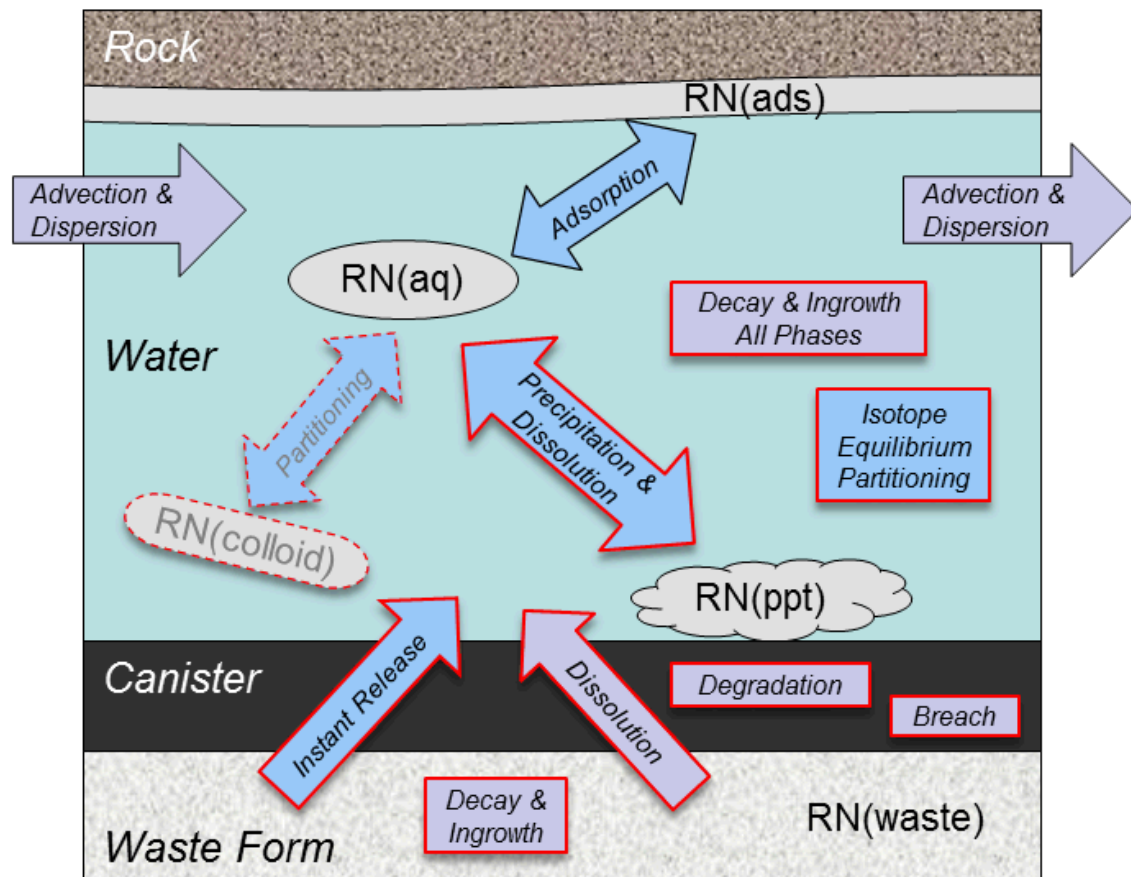 Rock
RN(ads)
Advection &
Dispersion
Adsorption
Advection &
Dispersion
RN(aq)
Decay & Ingrowth
All Phases
Water
Partitioning
Precipitation &
Dissolution
Isotope
Equilibrium
Partitioning
RN(colloid)
RN(ppt)
Canister
Instant Release
Dissolution
Degradation
Breach
Decay &
Ingrowth
RN(waste)
Waste Form